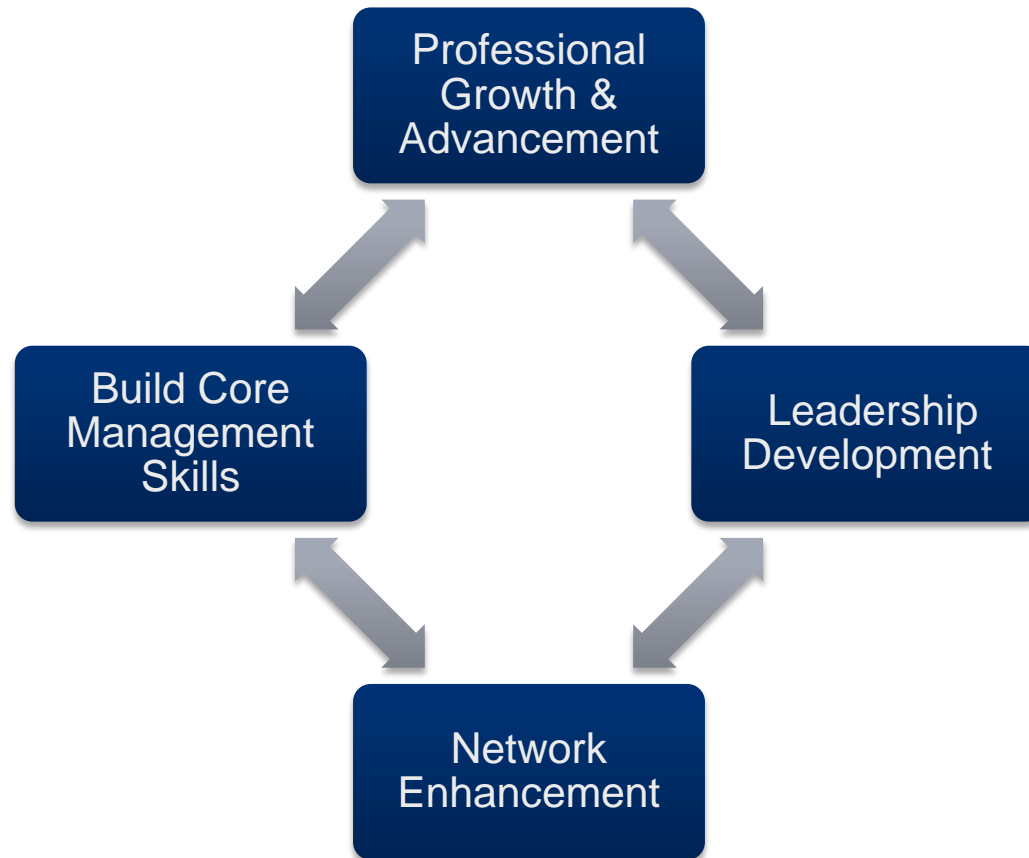 Professional
Growth &
Advancement
Build Core
Management
Skills
Leadership
Development
Network
Enhancement